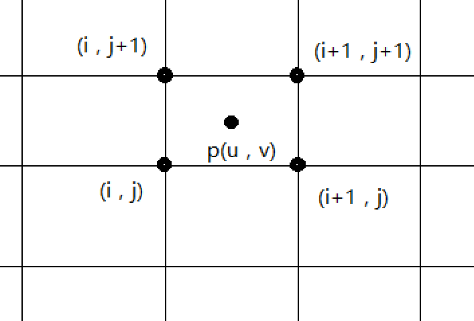 (i , j+1)
(i+1 , j+1)
p(u , v)
(i , j)
(i+1 , j)